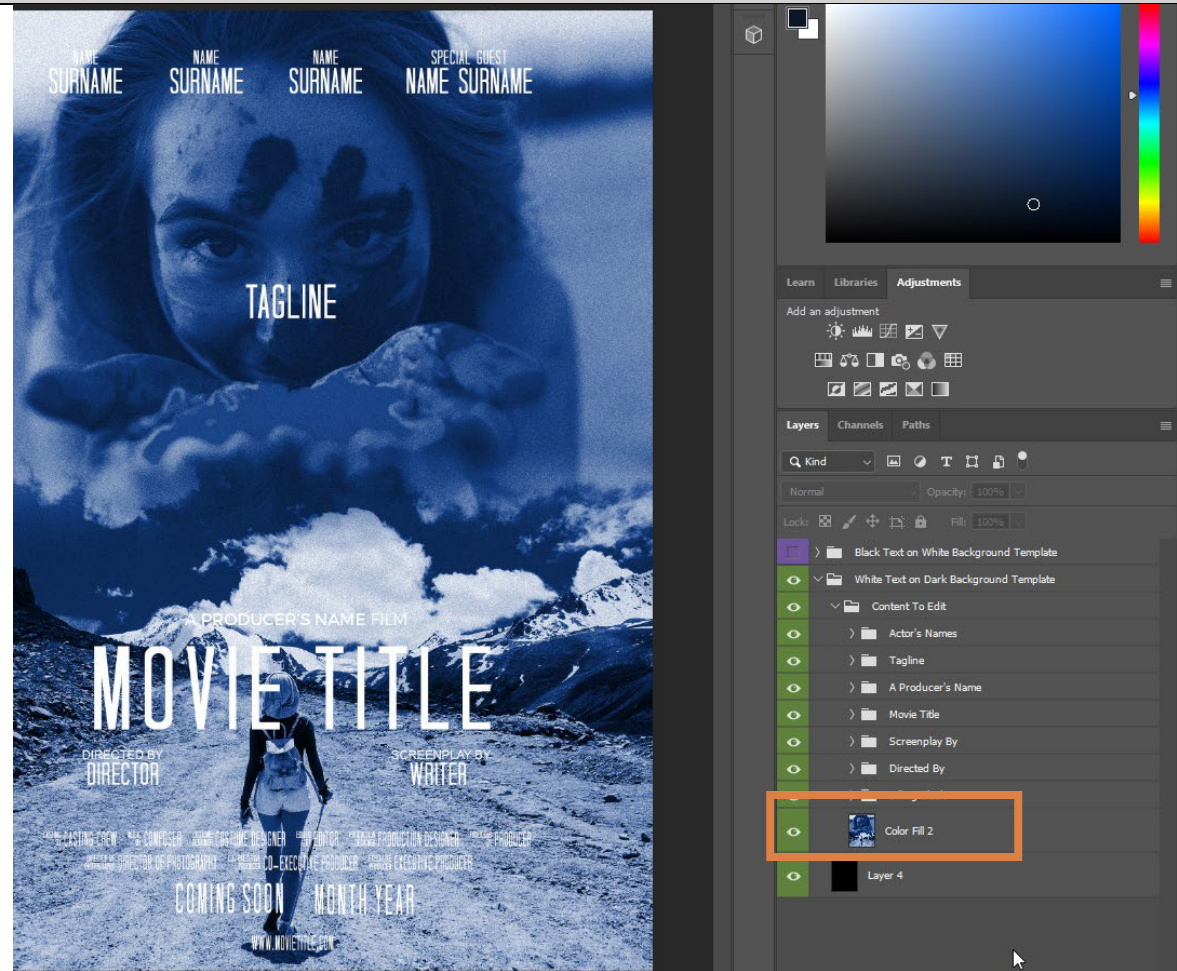 NAME NAME NAME SPECIAL GUEST
SURNAME SURNAME SURNAME NAME SURNAME
TAGLINE
A PRODUCER'S NAME FILM
MOVIE TITLE
DIRECTED BY SCREENPLAY BY
DIRECTOR WRITER
CASTING CREW COMPOSER COSTUME DESIGNER EDITOR PRODUCTION DESIGNER PRODUCER
DIRECTOR OF PHOTOGRAPHY CO-EXECUTIVE PRODUCER EXECUTIVE PRODUCER
COMING SOON MONTH YEAR
WWW.MOVIETITLE.COM
Learn Libraries Adjustments
Add an adjustment
Layers Channels Paths
Kind
Normal Opacity: 100%
Lock: Fill: 100%
Black Text on White Background Template
White Text on Dark Background Template
Content To Edit
Actor's Names
Tagline
A Producer's Name
Movie Title
Screenplay By
Directed By
Color Fill 2
Layer 4